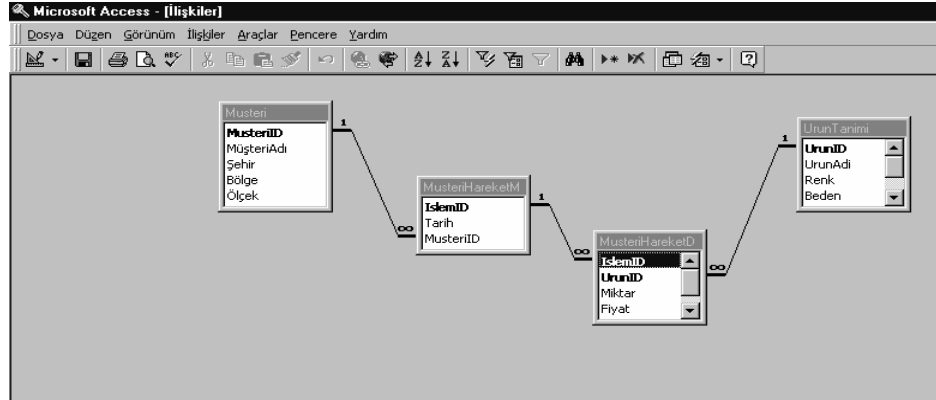 Microsoft Access - [İlişkiler]
Dosya Düzen Görünüm İlişkiler Araçlar Pencere Yardım
Musteri
MusteriID
MüşteriAdı
Şehir
Bölge
Ölçek
1
∞
MusteriHareketM
IslemID
Tarih
MusteriID
1
∞
MusteriHareketD
IslemID
UrunID
Miktar
Fiyat
∞
1
UrunTanimi
UrunID
UrunAdi
Renk
Beden